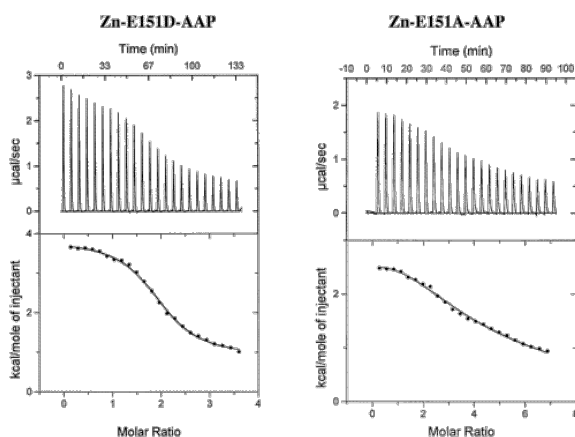 Zn-E151D-AAP
Time (min)
0 33 67 100 133
3
2
1
0
µcal/sec
4
2
0
kcal/mole of injectant
0 1 2 3 4
Molar Ratio
Zn-E151A-AAP
Time (min)
-10 0 10 20 30 40 50 60 70 80 90 100
2
1
0
µcal/sec
2
0
kcal/mole of injectant
0 2 4 6 8
Molar Ratio